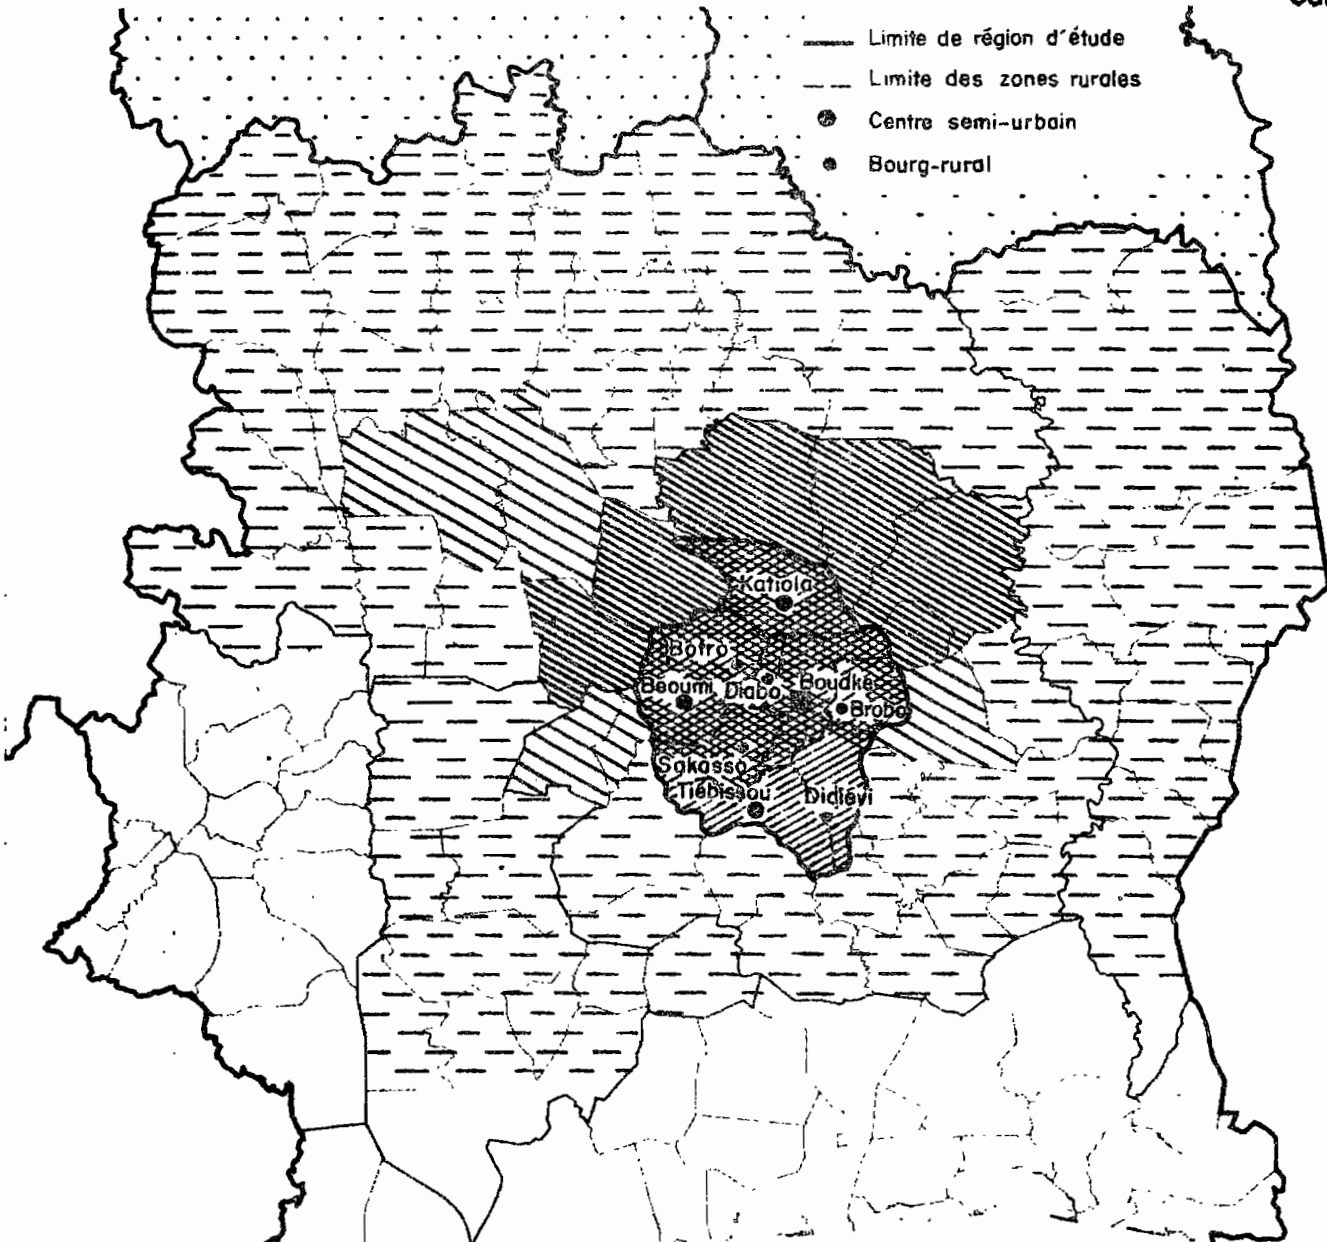 Limite de région d'étude
Limite des zones rurales
Centre semi-urbain
Bourg-rural
Katiola
Botro
Beoumi
Diabo
Bouaké
Brobo
Sakasso
Tiébissou
Didiévi